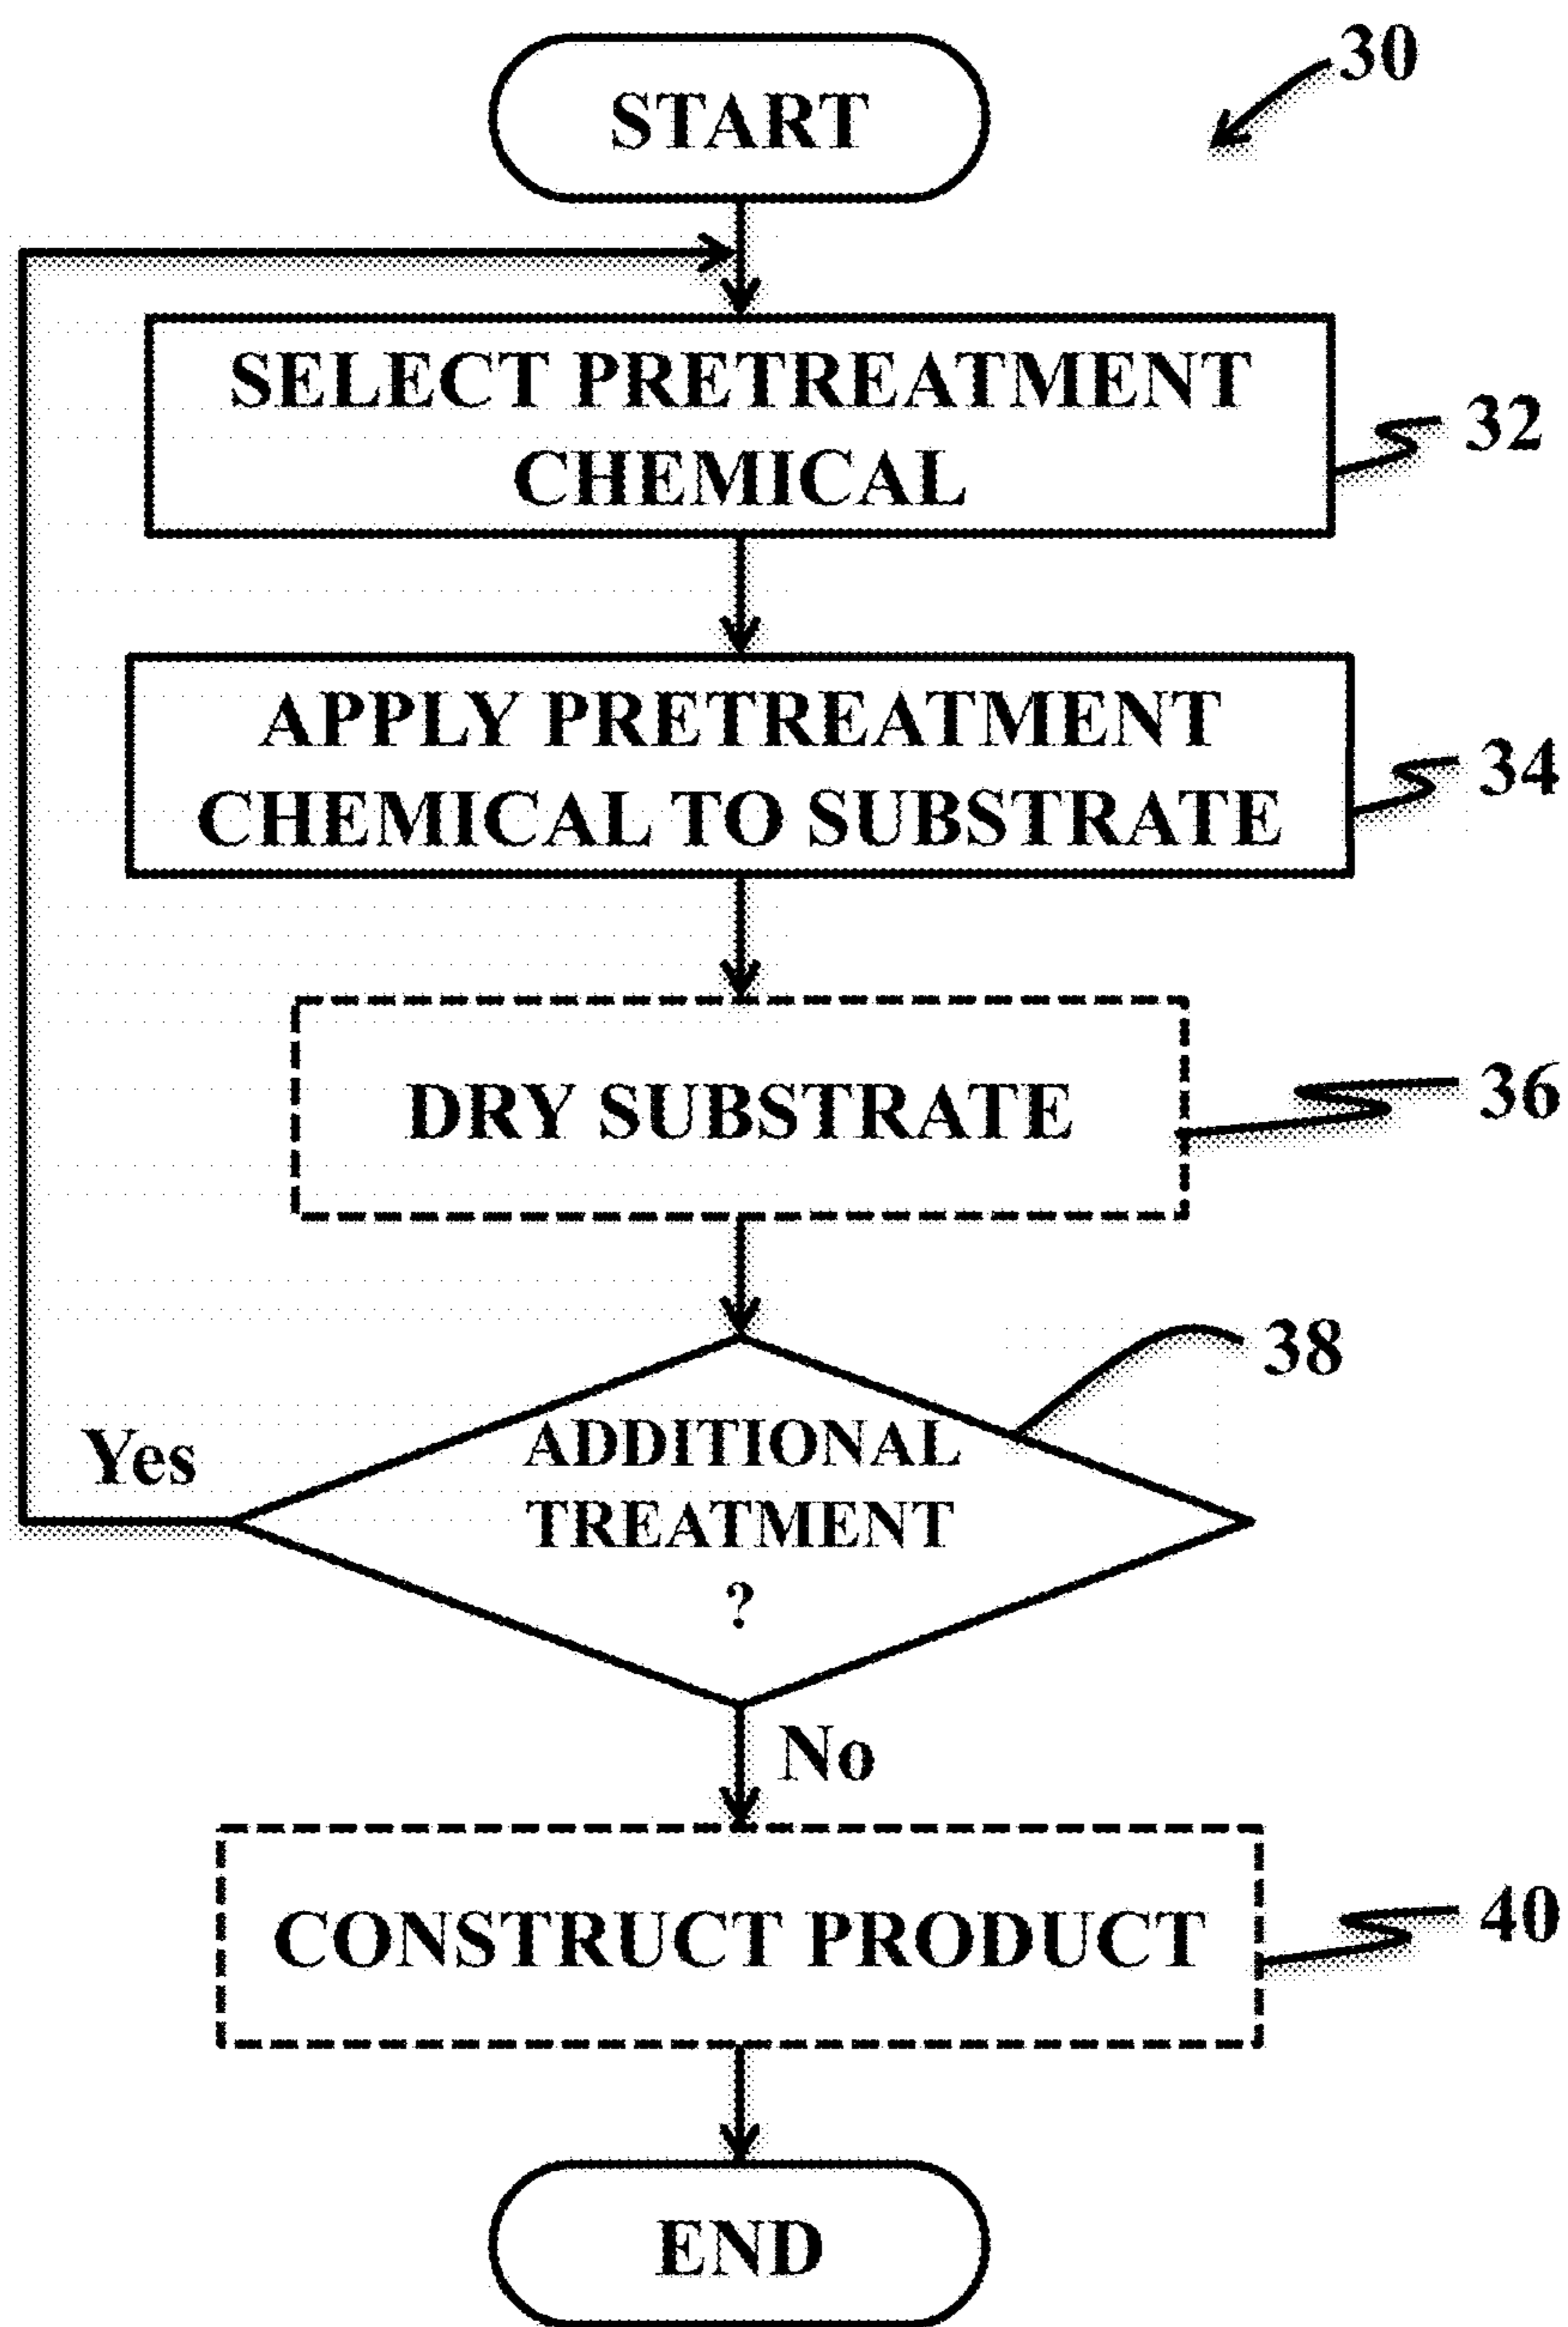 START
30
SELECT PRETREATMENT
CHEMICAL
32
APPLY PRETREATMENT
CHEMICAL TO SUBSTRATE
34
DRY SUBSTRATE
36
38
ADDITIONAL
TREATMENT
?
Yes
No
CONSTRUCT PRODUCT
40
END